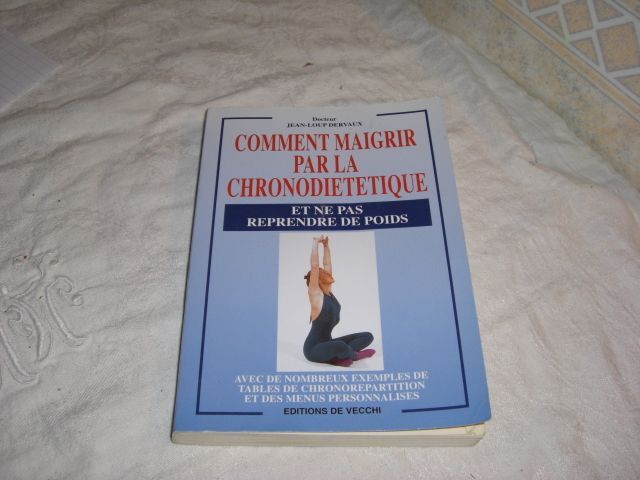 Docteur
JEAN-LOUP DERVAUX
COMMENT MAIGRIR
PAR LA
CHRONODIETETIQUE
ET NE PAS
REPRENDRE DE POIDS
AVEC DE NOMBREUX EXEMPLES DE
TABLES DE CHRONOREPARTITION
ET DES MENUS PERSONNALISES
EDITIONS DE VECCHI